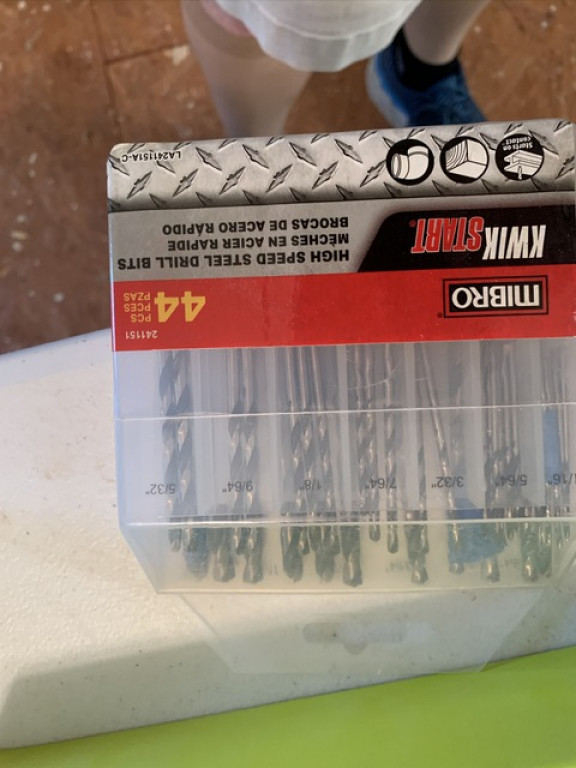 Starts on
contact.™
LA241151A-C
KWIK START®
HIGH SPEED STEEL DRILL BITS
MÈCHES EN ACIER RAPIDE
BROCAS DE ACERO RÁPIDO
MIBRO®
44 PCS
PCES
PZAS
241151
1/16"
5/64"
3/32"
7/64"
1/8"
9/64"
5/32"